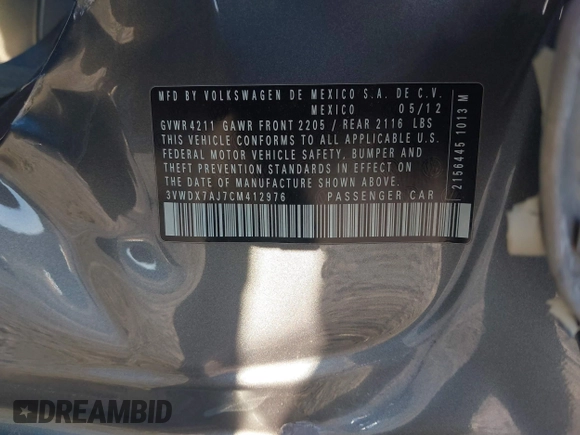 MFD BY VOLKSWAGEN DE MEXICO S.A. DE C.V.
MEXICO 05/12
GVWR 4211 GAWR FRONT 2205 / REAR 2116 LBS
THIS VEHICLE CONFORMS TO ALL APPLICABLE U.S.
FEDERAL MOTOR VEHICLE SAFETY, BUMPER AND
THEFT PREVENTION STANDARDS IN EFFECT ON THE
DATE OF MANUFACTURE SHOWN ABOVE.
3VWDX7AJ7CM412976 PASSENGER CAR
2156445 1013 M
DREAMBID